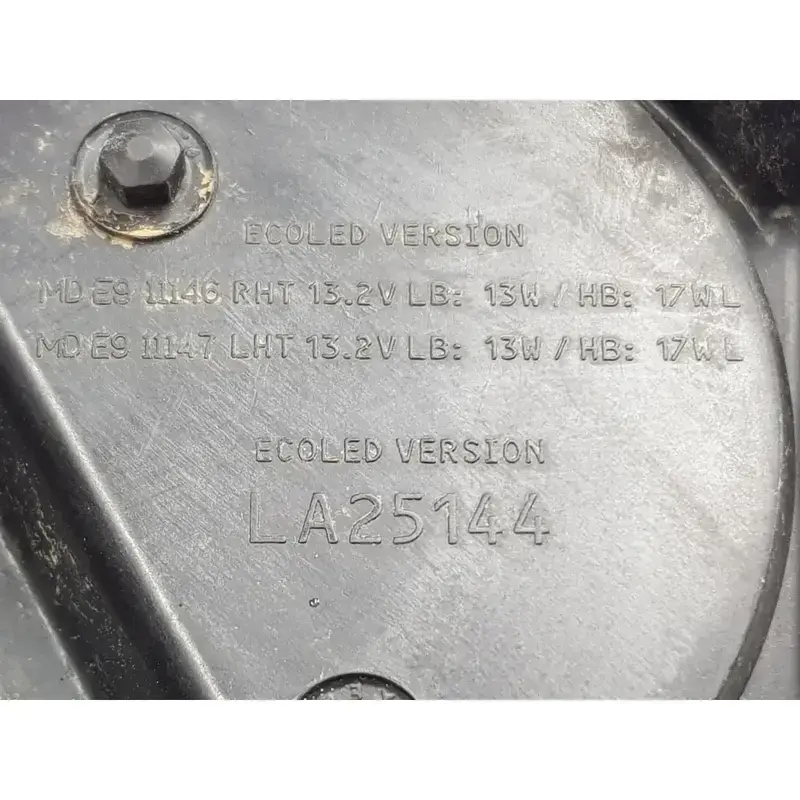 ECOLED VERSION
MD E9 11146 RHT 13.2V LB: 13W / HB: 17W L
MD E9 11147 LHT 13.2V LB: 13W / HB: 17W L
ECOLED VERSION
LA25144